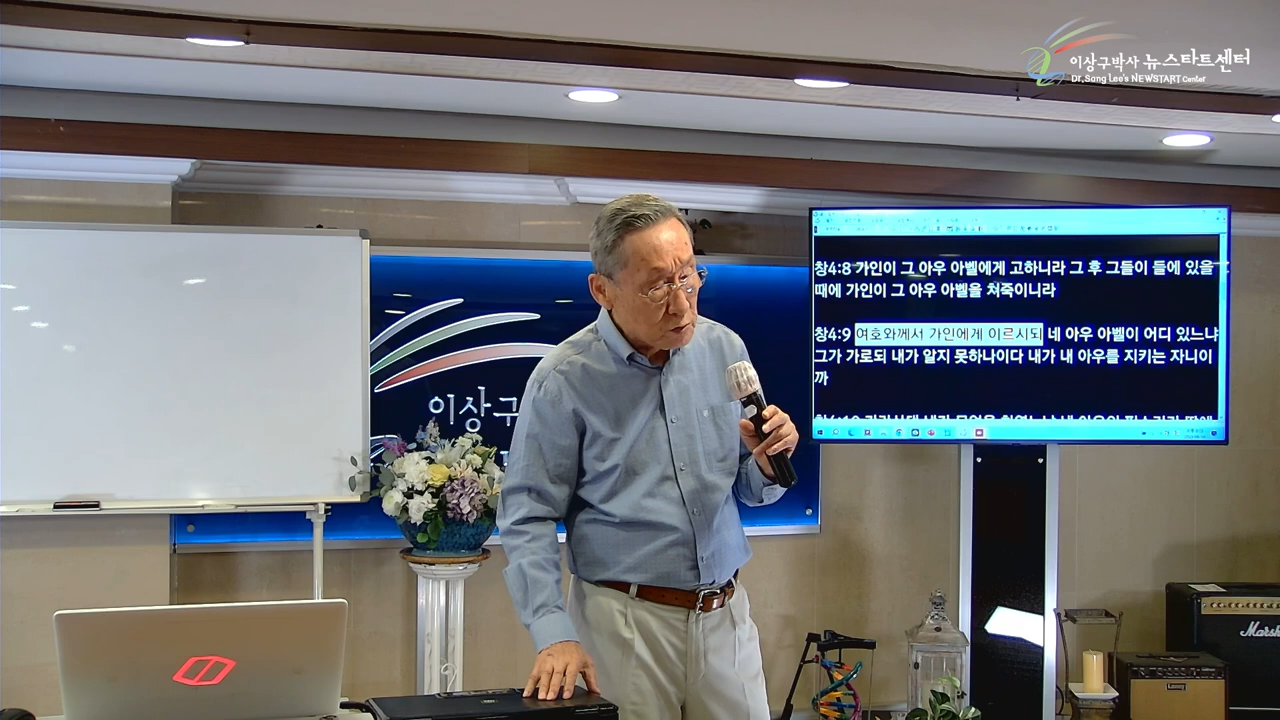 이상구박사 뉴스타트센터
Dr. Sang Lee's NEWSTART Center
창4:8 가인이 그 아우 아벨에게 고하니라 그 후 그들이 들에 있을
때에 가인이 그 아우 아벨을 쳐죽이니라
창4:9 여호와께서 가인에게 이르시되 네 아우 아벨이 어디 있느냐
그가 가로되 내가 알지 못하나이다 내가 내 아우를 지키는 자니이
까
이상구
Marshall
Laney